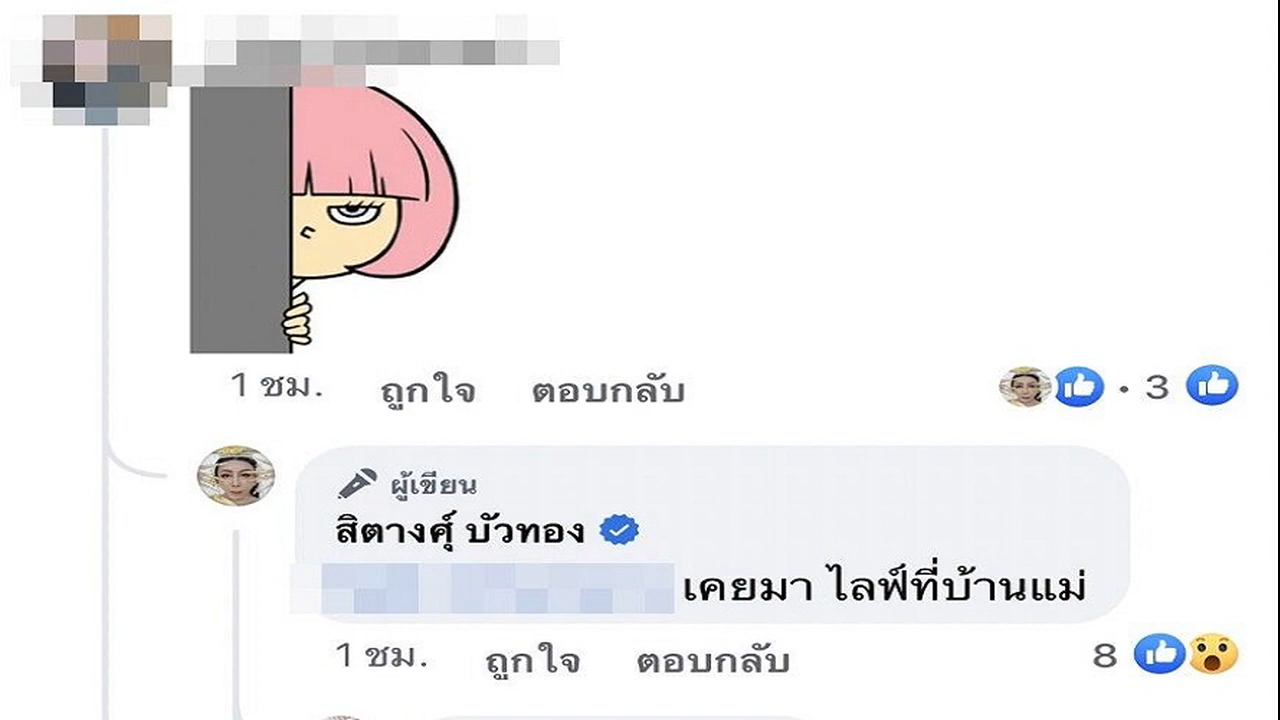 1 ชม. ถูกใจ ตอบกลับ
3
ผู้เขียน
สิตางศุ์ บัวทอง
เคยมา ไลฟ์ที่บ้านแม่
1 ชม. ถูกใจ ตอบกลับ
8